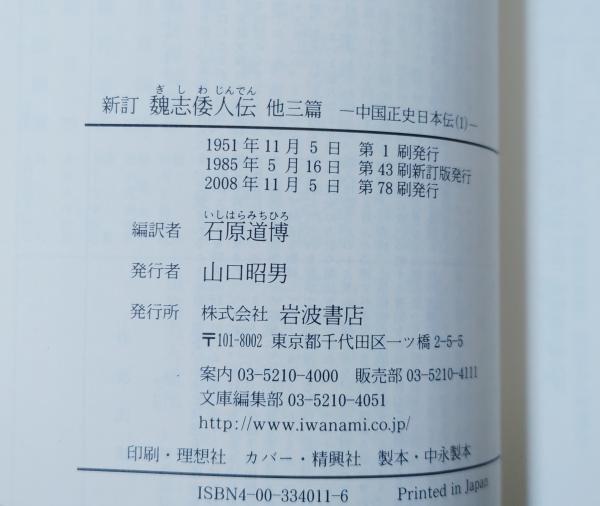 ぎしわじんでん
新訂 魏志倭人伝 他三篇 ―中国正史日本伝(1)―
1951年11月5日 第1刷発行
1985年5月16日 第43刷新訂版発行
2008年11月5日 第78刷発行
いしはらみちひろ
編訳者 石原道博
発行者 山口昭男
発行所 株式会社 岩波書店
〒101-8002 東京都千代田区一ツ橋2-5-5
案内 03-5210-4000 販売部 03-5210-4111
文庫編集部 03-5210-4051
http://www.iwanami.co.jp/
印刷・理想社 カバー・精興社 製本・中永製本
ISBN4-00-334011-6 Printed in Japan